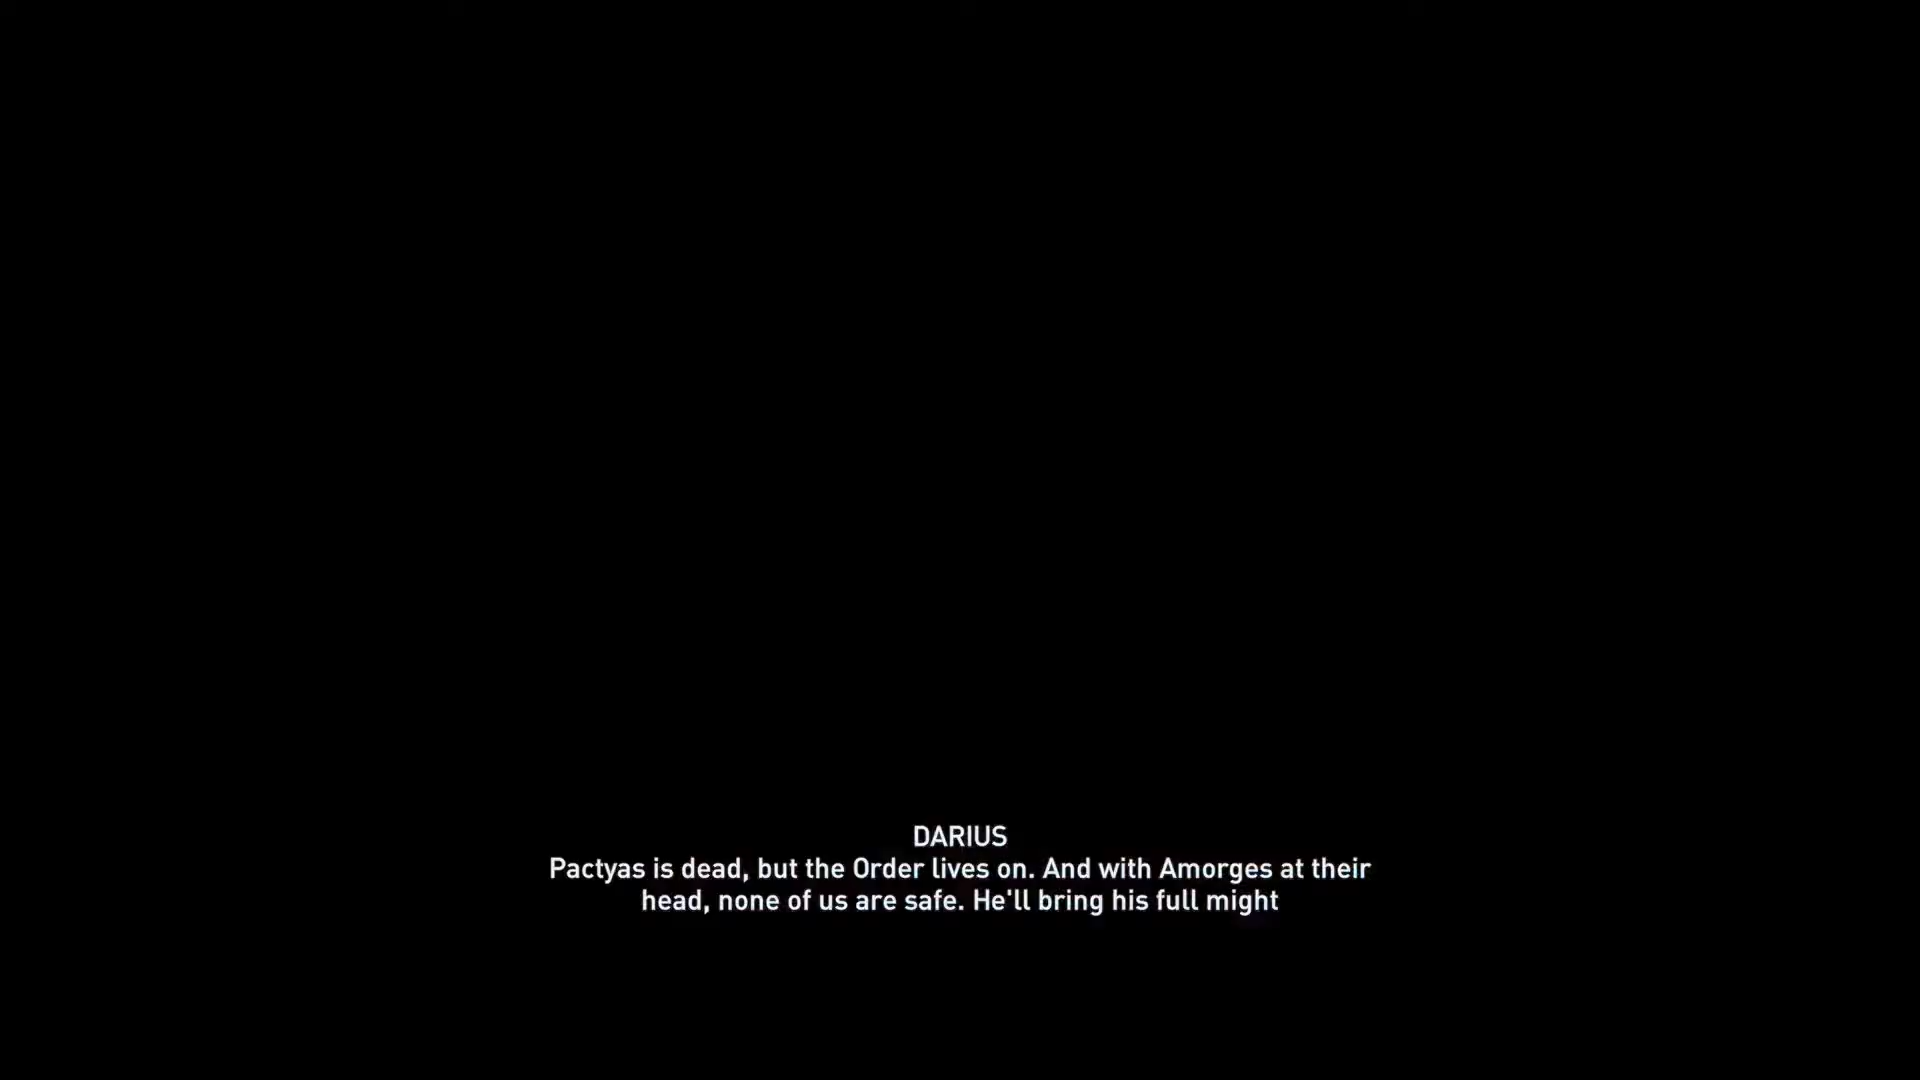 DARIUS
Pactyas is dead, but the Order lives on. And with Amorges at their
head, none of us are safe. He'll bring his full might